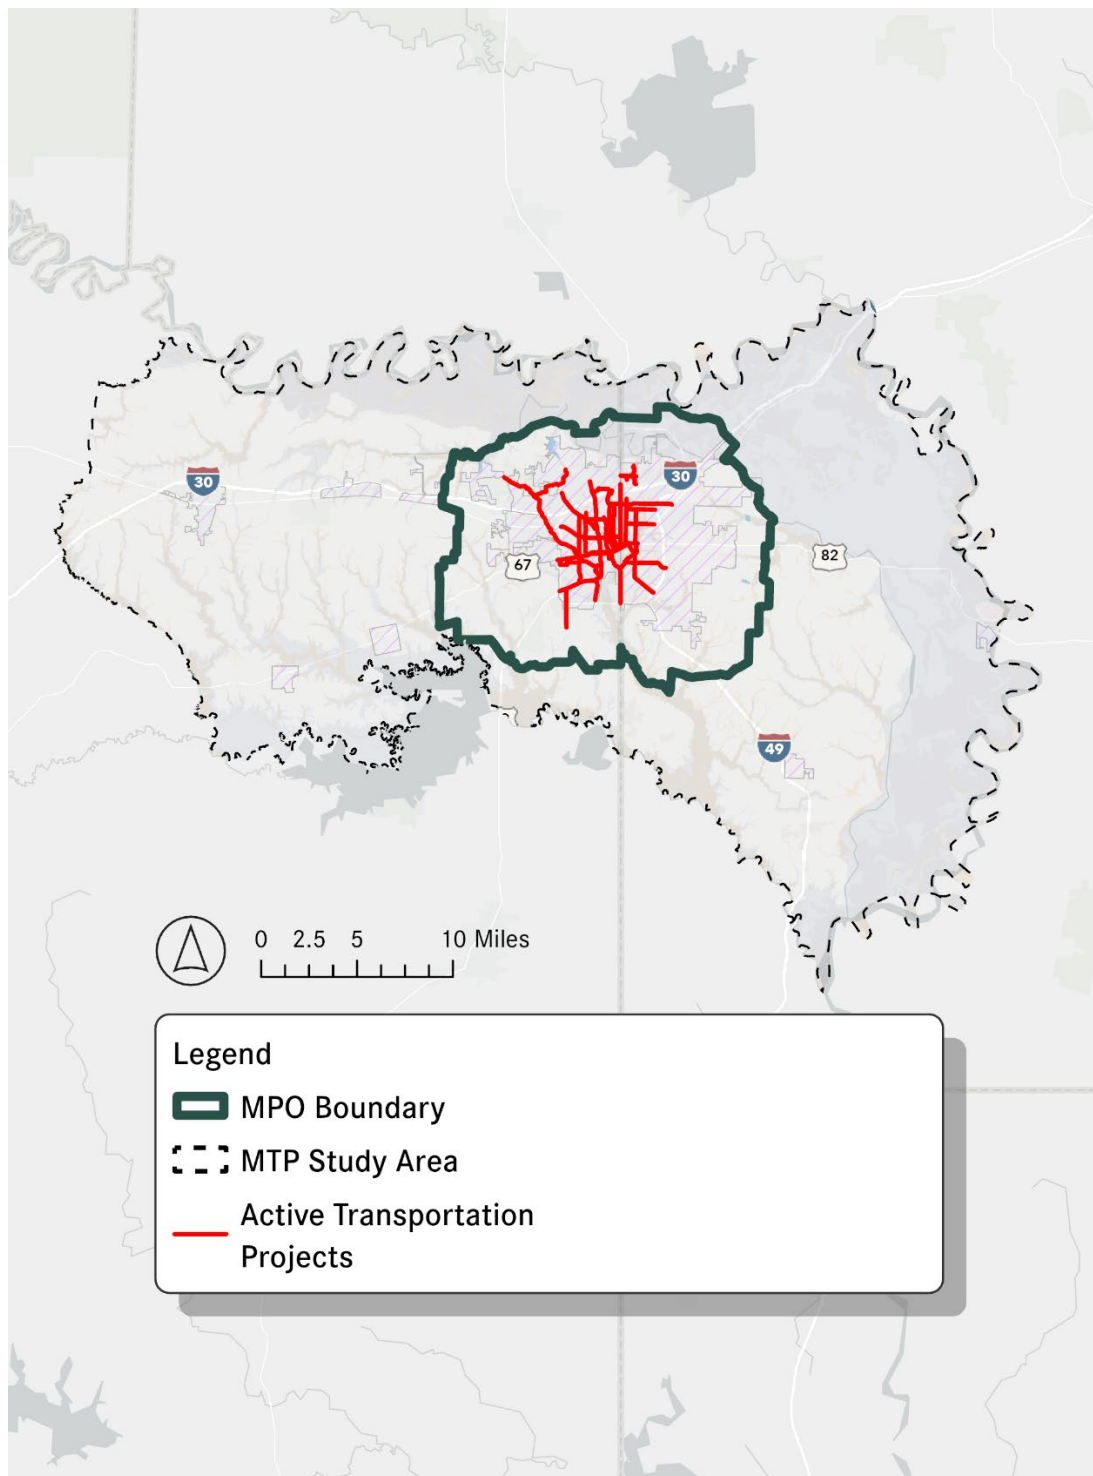 30
30
67
82
49
0 2.5 5 10 Miles
Legend
MPO Boundary
MTP Study Area
Active Transportation
Projects